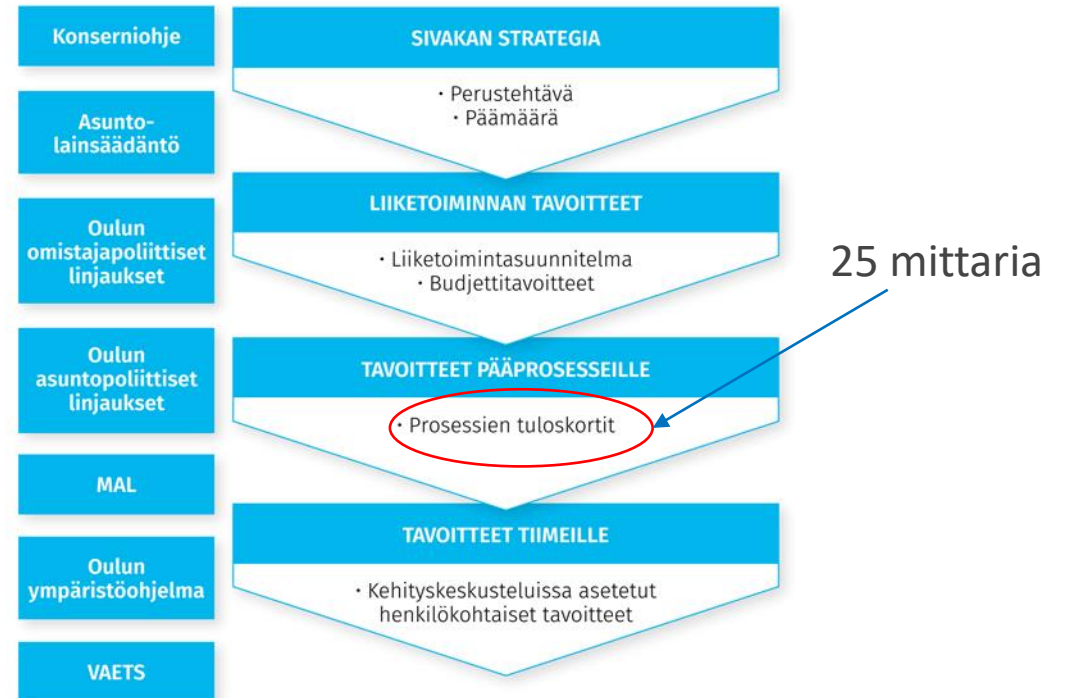 Konserniohje
Asunto-
lainsäädäntö
Oulun
omistajapoliittiset
linjaukset
Oulun
asuntopoliittiset
linjaukset
MAL
Oulun
ympäristöohjelma
VAETS
SIVAKAN STRATEGIA
· Perustehtävä
· Päämäärä
LIIKETOIMINNAN TAVOITTEET
· Liiketoimintasuunnitelma
· Budjettitavoitteet
TAVOITTEET PÄÄPROSESSEILLE
· Prosessien tuloskortit
TAVOITTEET TIIMEILLE
· Kehityskeskusteluissa asetetut
henkilökohtaiset tavoitteet
25 mittaria